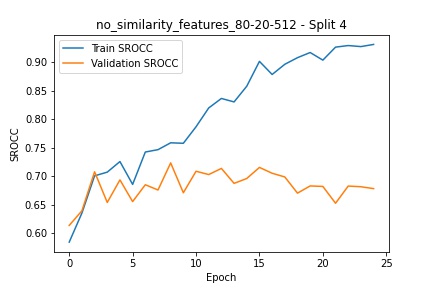 no_similarity_features_80-20-512 - Split 4
Train SROCC
Validation SROCC
0.90
0.85
0.80
0.75
0.70
0.65
0.60
SROCC
0 5 10 15 20 25
Epoch